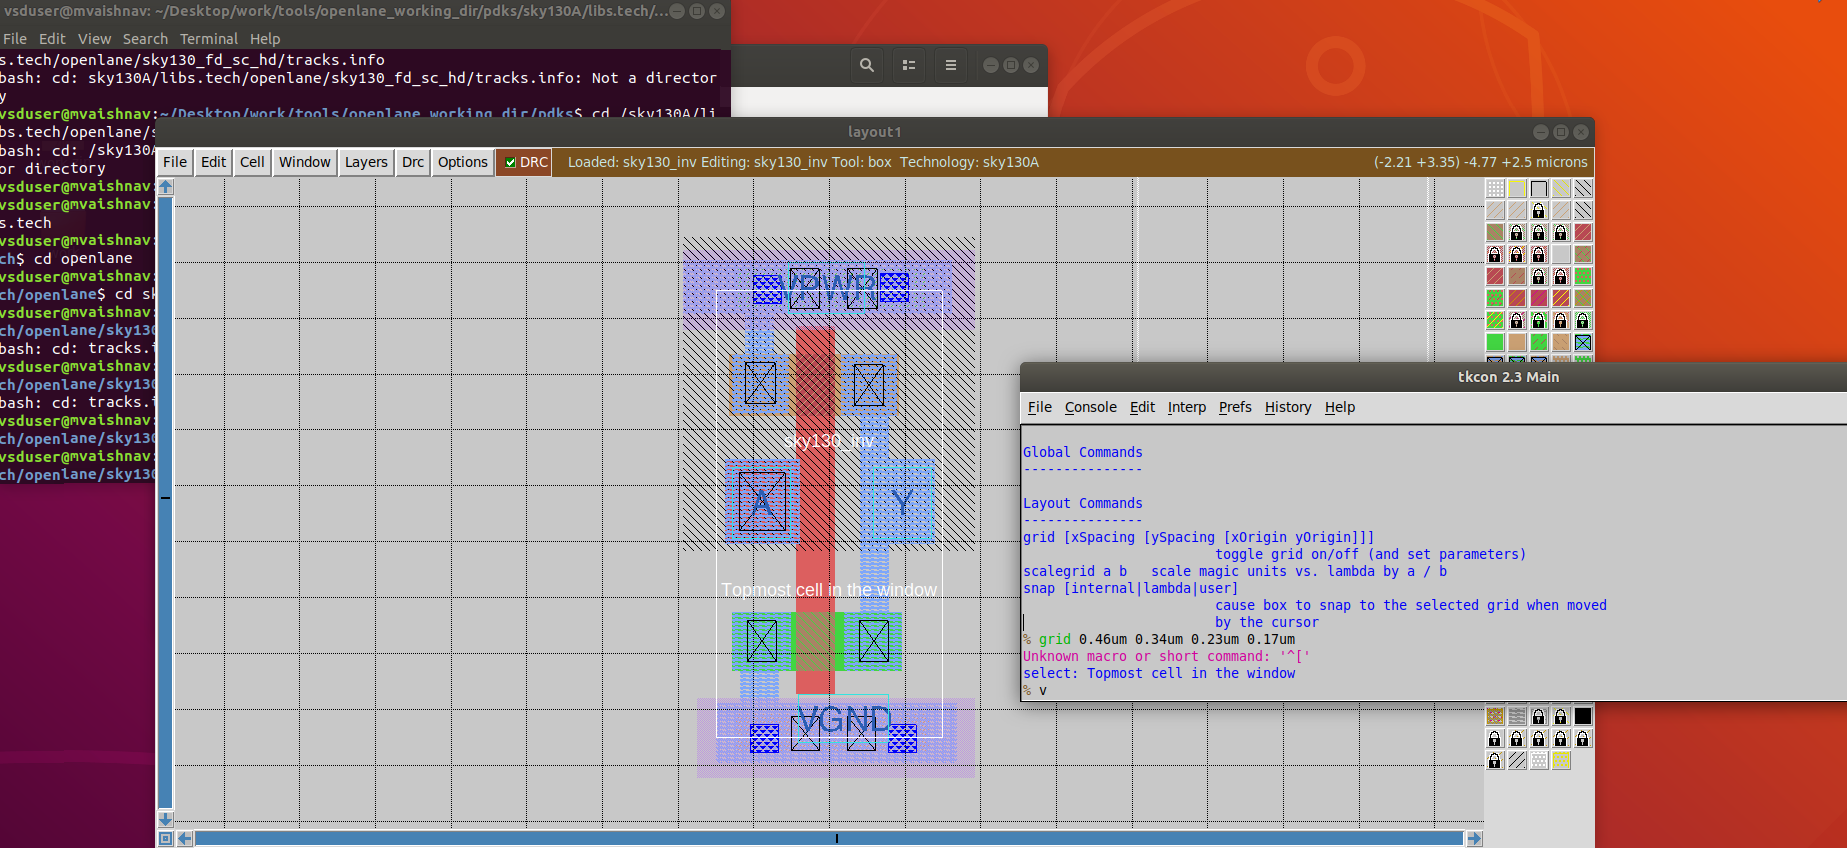 vsduser@mvaishnav: ~/Desktop/work/tools/openlane_working_dir/pdks/sky130A/libs.tech/...
File Edit View Search Terminal Help
s.tech/openlane/sky130_fd_sc_hd/tracks.info
bash: cd: sky130A/libs.tech/openlane/sky130_fd_sc_hd/tracks.info: Not a director
y
vsduser@mvaishnav:~/Desktop/work/tools/openlane_working_dir/pdks$ cd /sky130A/li
bs.tech/openlane/s
bash: cd: /sky130A
or directory
vsduser@mvaishnav:
vsduser@mvaishnav:
s.tech
vsduser@mvaishnav:
ch$ cd openlane
vsduser@mvaishnav:
ch/openlane$ cd sk
vsduser@mvaishnav:
ch/openlane/sky130
bash: cd: tracks.i
vsduser@mvaishnav:
ch/openlane/sky130
bash: cd: tracks.i
vsduser@mvaishnav:
ch/openlane/sky130
vsduser@mvaishnav:
ch/openlane/sky130
layout1
File Edit Cell Window Layers Drc Options DRC Loaded: sky130_inv Editing: sky130_inv Tool: box Technology: sky130A (-2.21 +3.35) -4.77 +2.5 microns
VPWR
sky130_inv
A Y
Topmost cell in the window
VGND
tkcon 2.3 Main
File Console Edit Interp Prefs History Help
Global Commands
---------------
Layout Commands
---------------
grid [xSpacing [ySpacing [xOrigin yOrigin]]]
toggle grid on/off (and set parameters)
scalegrid a b scale magic units vs. lambda by a / b
snap [internal|lambda|user]
cause box to snap to the selected grid when moved
by the cursor
% grid 0.46um 0.34um 0.23um 0.17um
Unknown macro or short command: '^['
select: Topmost cell in the window
% v